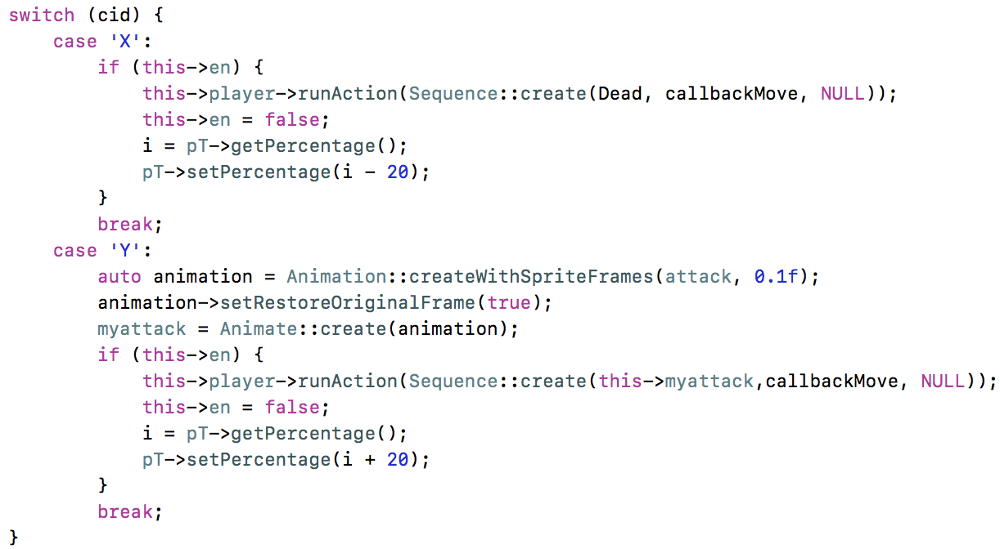 switch (cid) {
    case 'X':
        if (this->en) {
            this->player->runAction(Sequence::create(Dead, callbackMove, NULL));
            this->en = false;
            i = pT->getPercentage();
            pT->setPercentage(i - 20);
        }
        break;
    case 'Y':
        auto animation = Animation::createWithSpriteFrames(attack, 0.1f);
        animation->setRestoreOriginalFrame(true);
        myattack = Animate::create(animation);
        if (this->en) {
            this->player->runAction(Sequence::create(this->myattack,callbackMove, NULL));
            this->en = false;
            i = pT->getPercentage();
            pT->setPercentage(i + 20);
        }
        break;
}